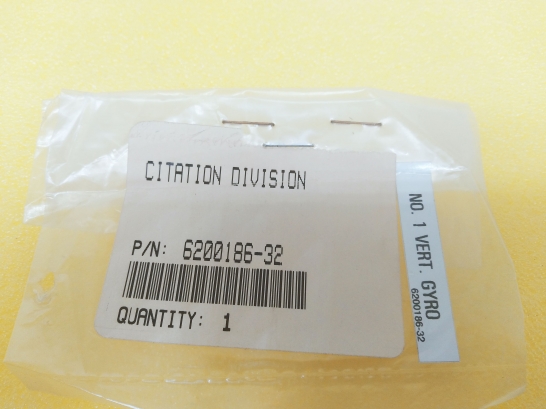 CITATION DIVISION
P/N: 6200186-32
QUANTITY: 1
NO. 1 VERT. GYRO
6200186-32